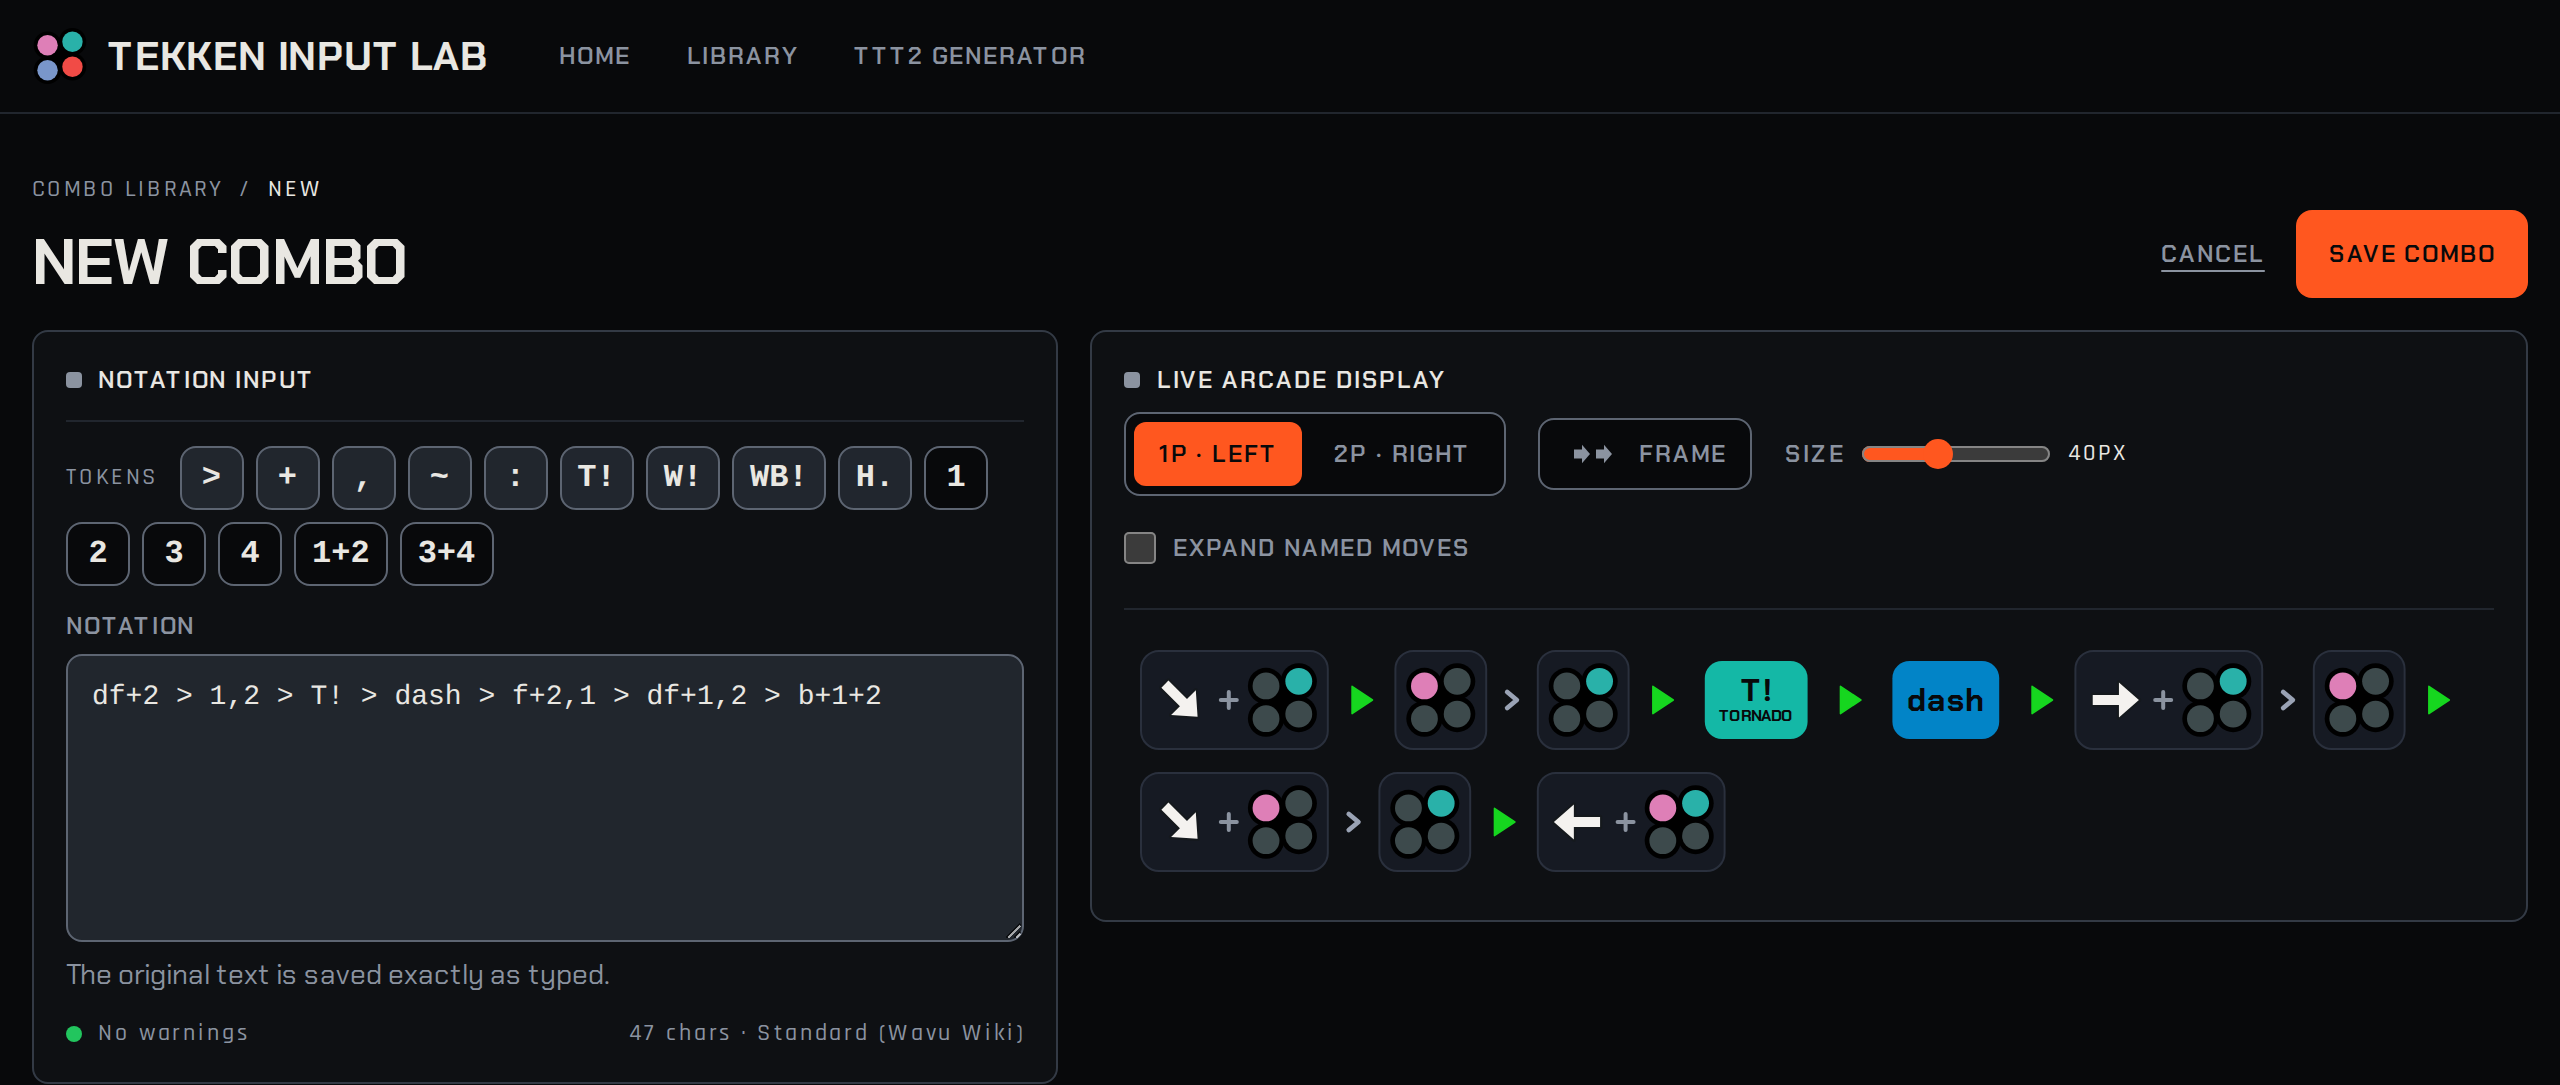 TEKKEN INPUT LAB HOME LIBRARY TTT2 GENERATOR
COMBO LIBRARY / NEW
NEW COMBO
CANCEL SAVE COMBO
NOTATION INPUT
TOKENS > + , ~ : T! W! WB! H. 1
2 3 4 1+2 3+4
NOTATION
df+2 > 1,2 > T! > dash > f+2,1 > df+1,2 > b+1+2
The original text is saved exactly as typed.
No warnings 47 chars · Standard (Wavu Wiki)
LIVE ARCADE DISPLAY
1P · LEFT 2P · RIGHT FRAME SIZE 40PX
EXPAND NAMED MOVES
+ > T! dash + >
TORNADO
+ > +